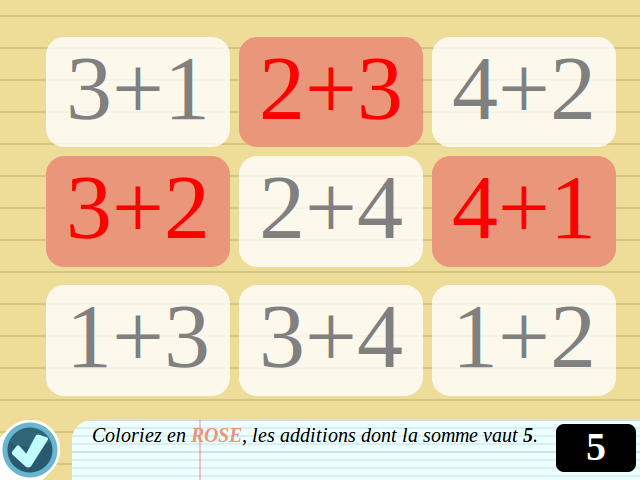 3+1 2+3 4+2
3+2 2+4 4+1
1+3 3+4 1+2
Coloriez en ROSE, les additions dont la somme vaut 5.
5